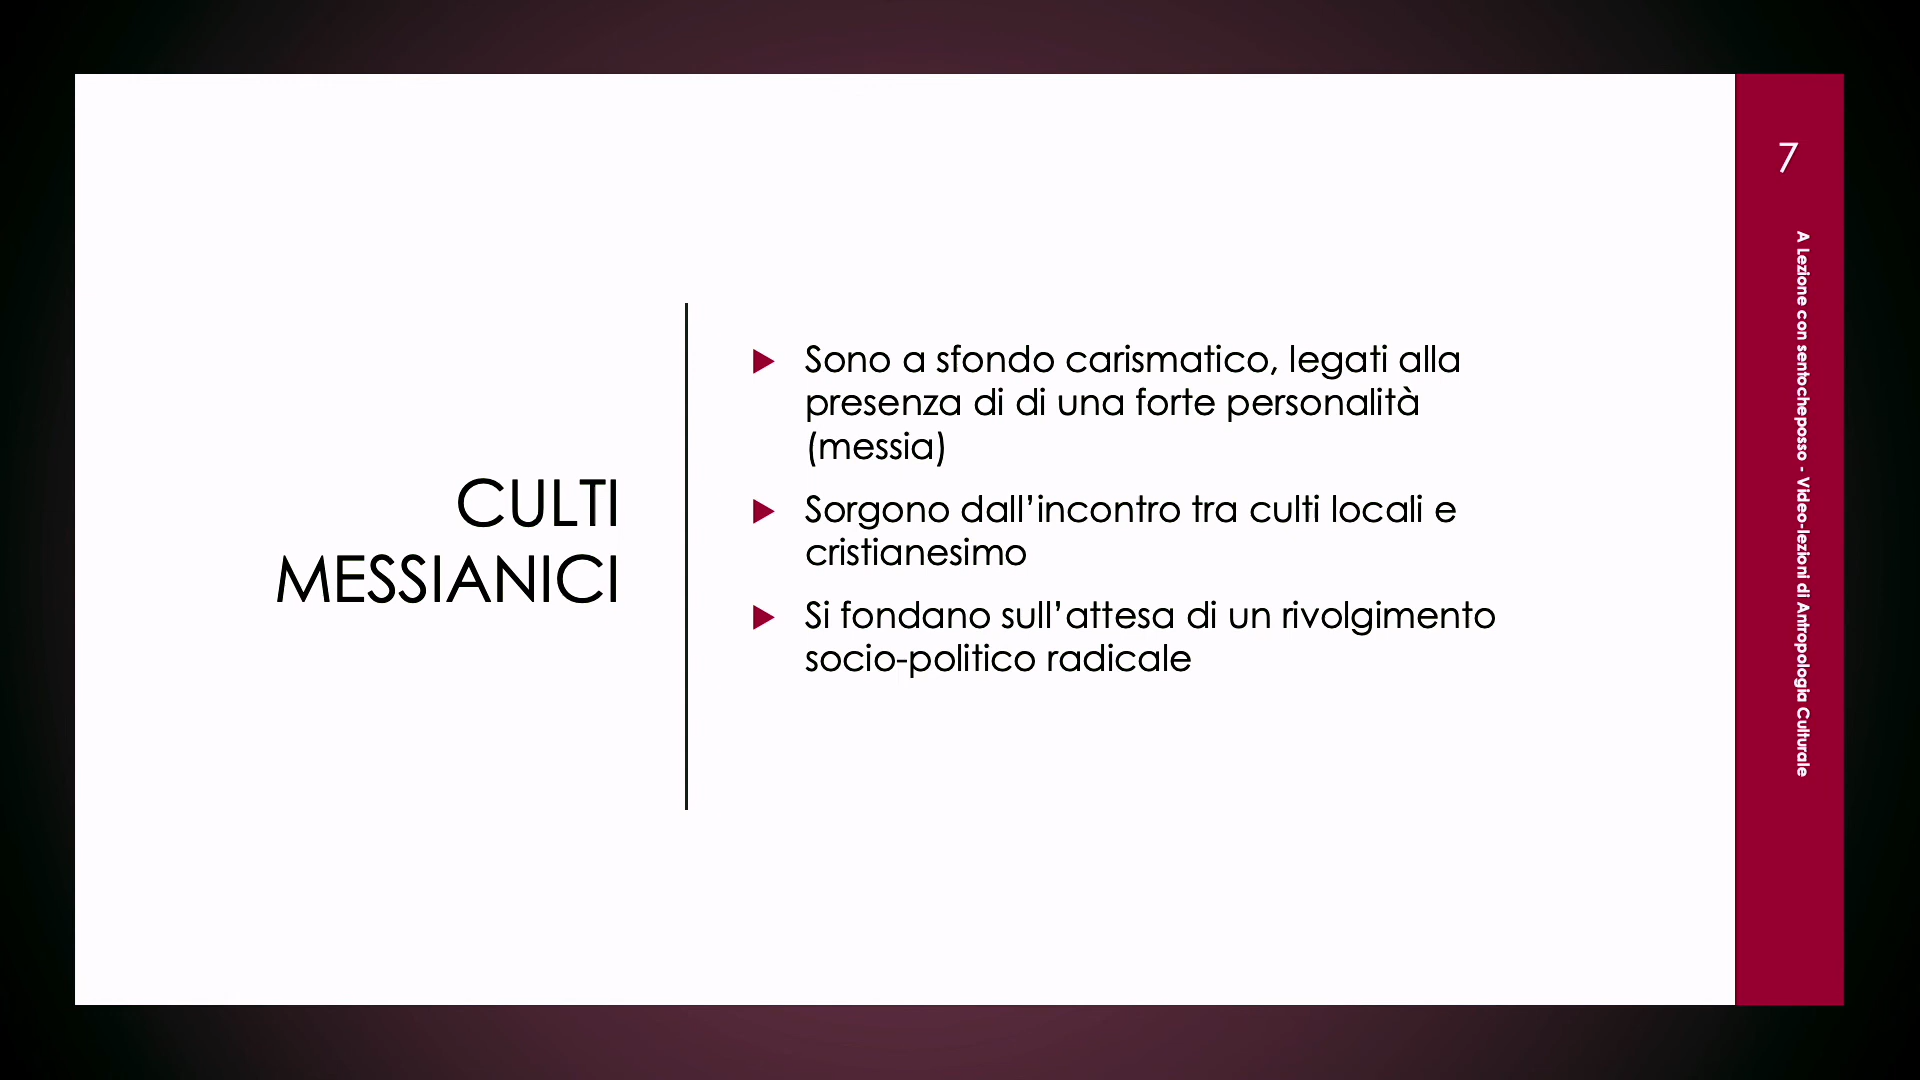 CULTI
MESSIANICI
Sono a sfondo carismatico, legati alla
presenza di di una forte personalità
(messia)
Sorgono dall’incontro tra culti locali e
cristianesimo
Si fondano sull’attesa di un rivolgimento
socio-politico radicale
7
A Lezione con sentocheposso - Video-lezioni di Antropologia Culturale